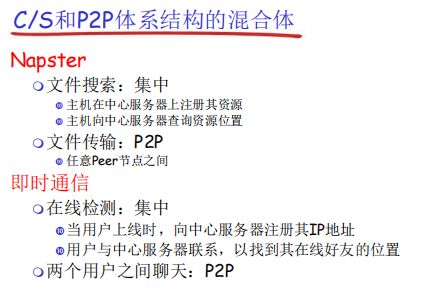 C/S和P2P体系结构的混合体
Napster
文件搜索：集中
主机在中心服务器上注册其资源
主机向中心服务器查询资源位置
文件传输：P2P
任意Peer节点之间
即时通信
在线检测：集中
当用户上线时，向中心服务器注册其IP地址
用户与中心服务器联系，以找到其在线好友的位置
两个用户之间聊天：P2P